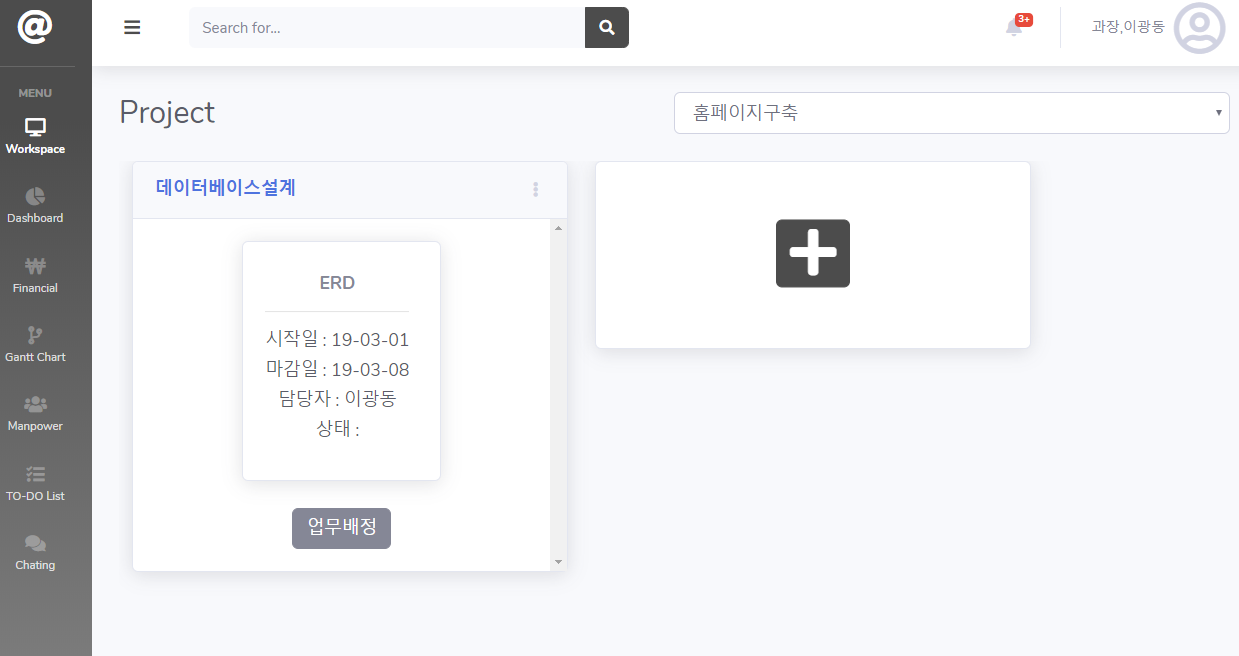 @
Search for...
3+
과장,이광동
MENU
Workspace
Dashboard
Financial
Gantt Chart
Manpower
TO-DO List
Chating
Project
홈페이지구축
데이터베이스설계
ERD
시작일 : 19-03-01
마감일 : 19-03-08
담당자 : 이광동
상태 :
업무배정